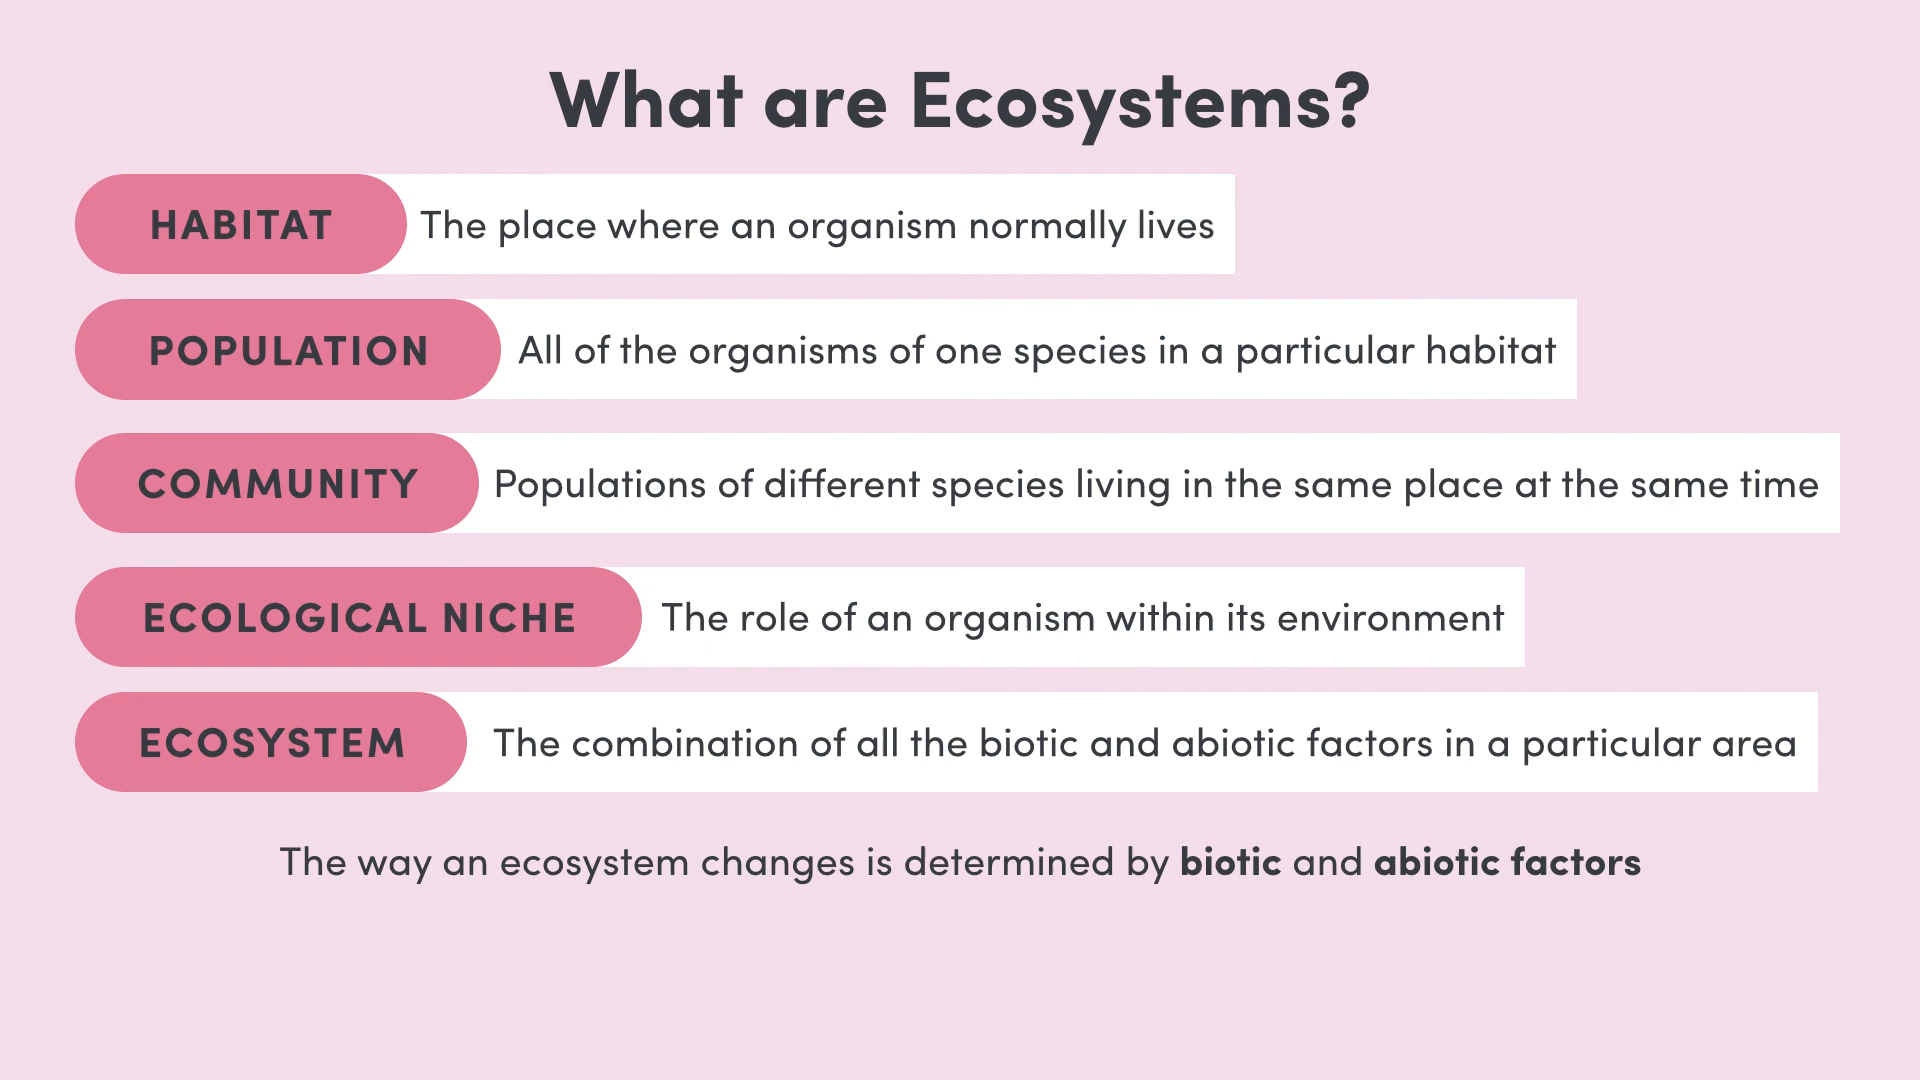 What are Ecosystems?
HABITAT The place where an organism normally lives
POPULATION All of the organisms of one species in a particular habitat
COMMUNITY Populations of different species living in the same place at the same time
ECOLOGICAL NICHE The role of an organism within its environment
ECOSYSTEM The combination of all the biotic and abiotic factors in a particular area
The way an ecosystem changes is determined by biotic and abiotic factors